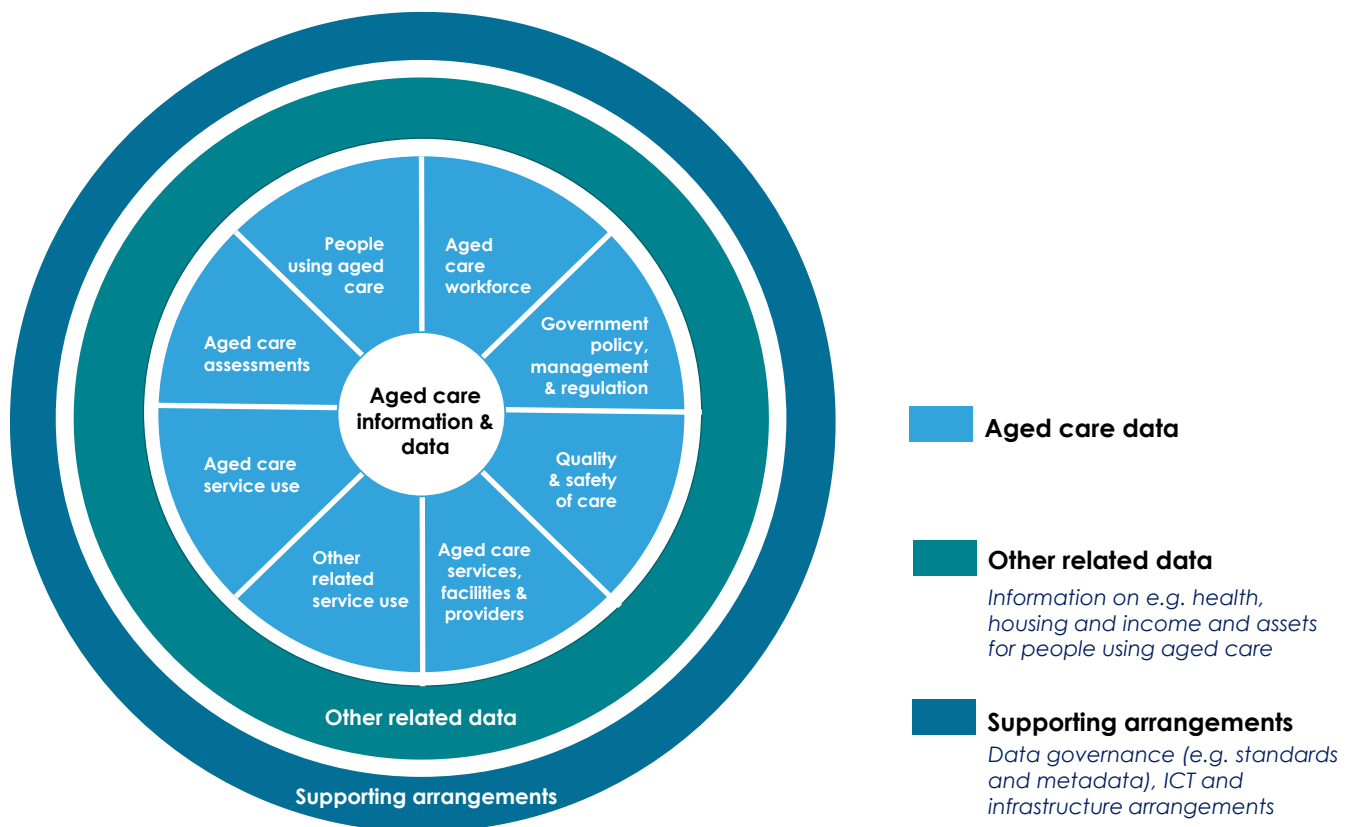 People
using aged
care
Aged
care
workforce
Government
policy,
management
& regulation
Aged care
assessments
Aged care
information &
data
Quality
& safety
of care
Aged care
service use
Other
related
service use
Aged care
services,
facilities &
providers
Other related data
Supporting arrangements
Aged care data
Other related data
Information on e.g. health,
housing and income and assets
for people using aged care
Supporting arrangements
Data governance (e.g. standards
and metadata), ICT and
infrastructure arrangements